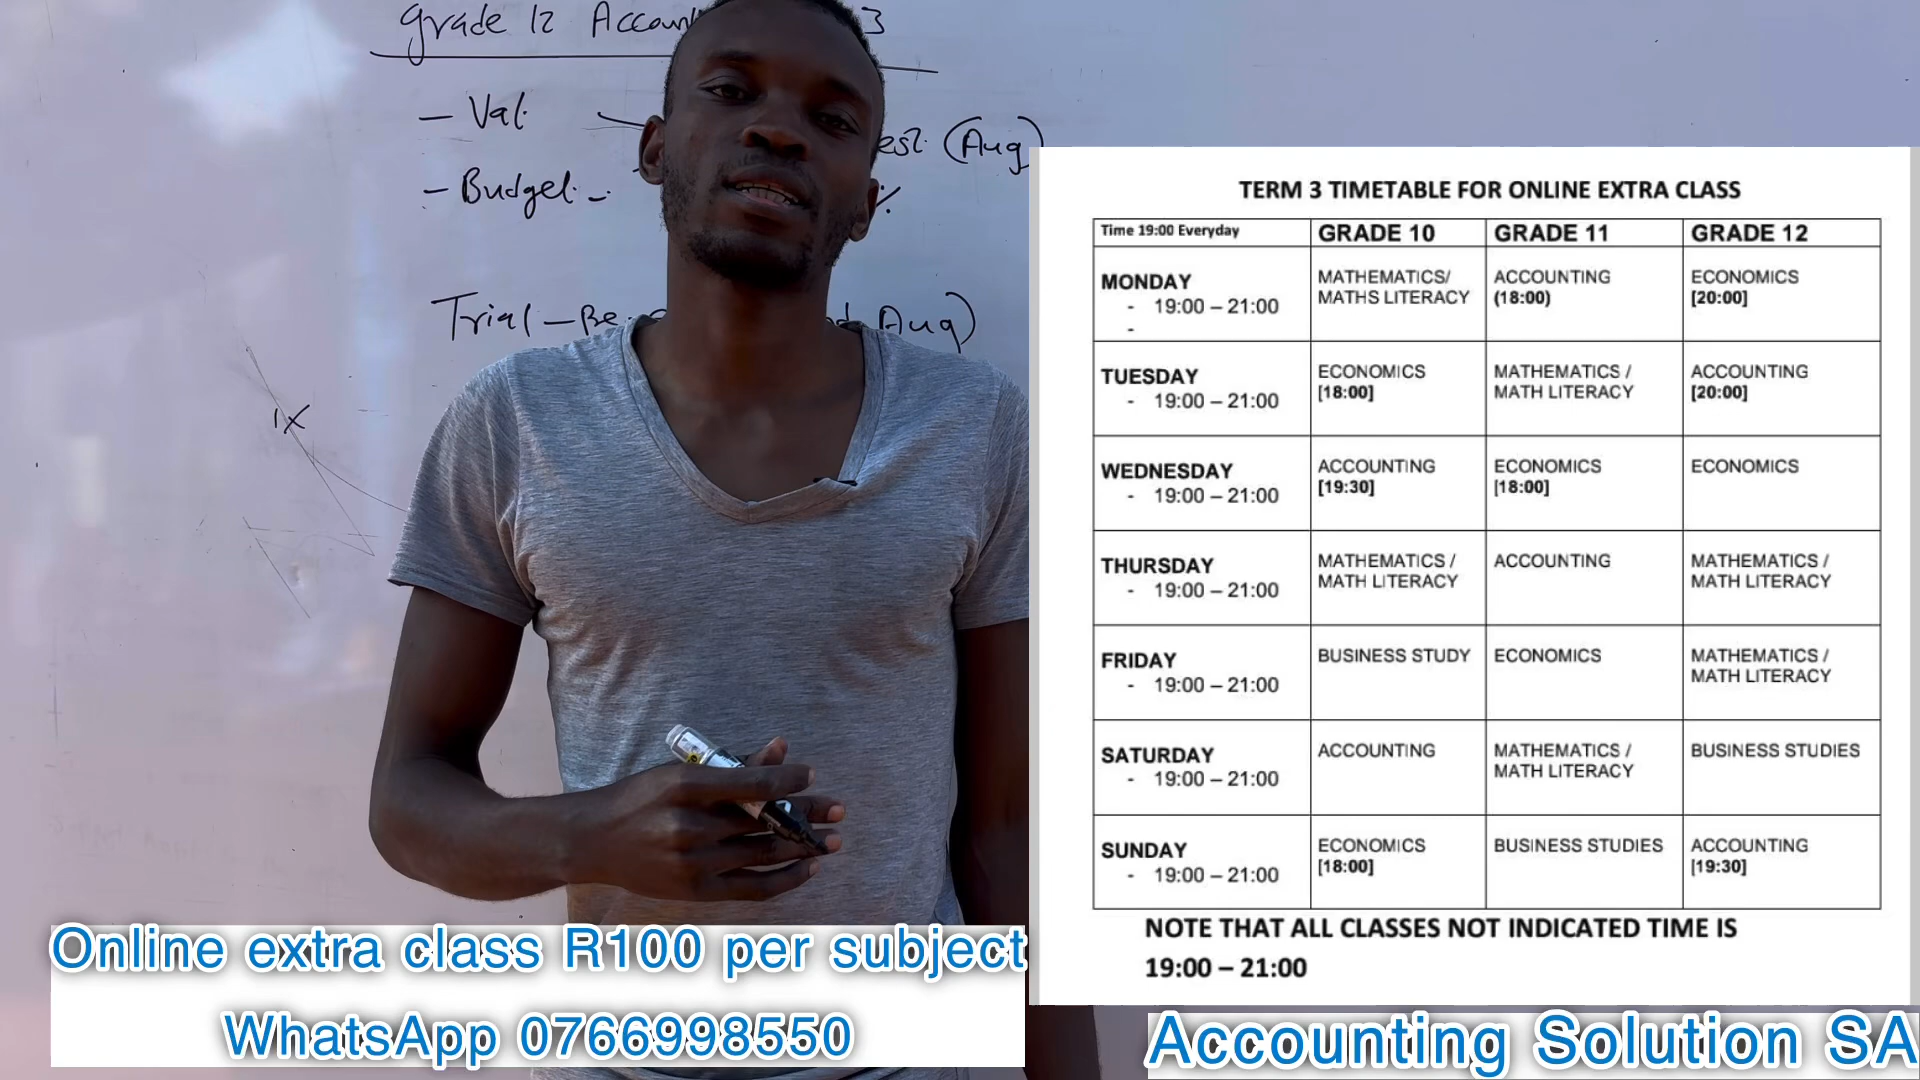 Grade 12 Accoun 3
- Val est (Aug)
- Budget - %
Trial - Be Aug)
1X
TERM 3 TIMETABLE FOR ONLINE EXTRA CLASS
Time 19:00 Everyday GRADE 10 GRADE 11 GRADE 12
MONDAY
- 19:00 – 21:00
-
MATHEMATICS/
MATHS LITERACY
ACCOUNTING
(18:00)
ECONOMICS
[20:00]
TUESDAY
- 19:00 – 21:00
ECONOMICS
[18:00]
MATHEMATICS /
MATH LITERACY
ACCOUNTING
[20:00]
WEDNESDAY
- 19:00 – 21:00
ACCOUNTING
[19:30]
ECONOMICS
[18:00]
ECONOMICS
THURSDAY
- 19:00 – 21:00
MATHEMATICS /
MATH LITERACY
ACCOUNTING
MATHEMATICS /
MATH LITERACY
FRIDAY
- 19:00 – 21:00
BUSINESS STUDY
ECONOMICS
MATHEMATICS /
MATH LITERACY
SATURDAY
- 19:00 – 21:00
ACCOUNTING
MATHEMATICS /
MATH LITERACY
BUSINESS STUDIES
SUNDAY
- 19:00 – 21:00
ECONOMICS
[18:00]
BUSINESS STUDIES
ACCOUNTING
[19:30]
NOTE THAT ALL CLASSES NOT INDICATED TIME IS
19:00 – 21:00
Online extra class R100 per subject
WhatsApp 0766998550
Accounting Solution SA